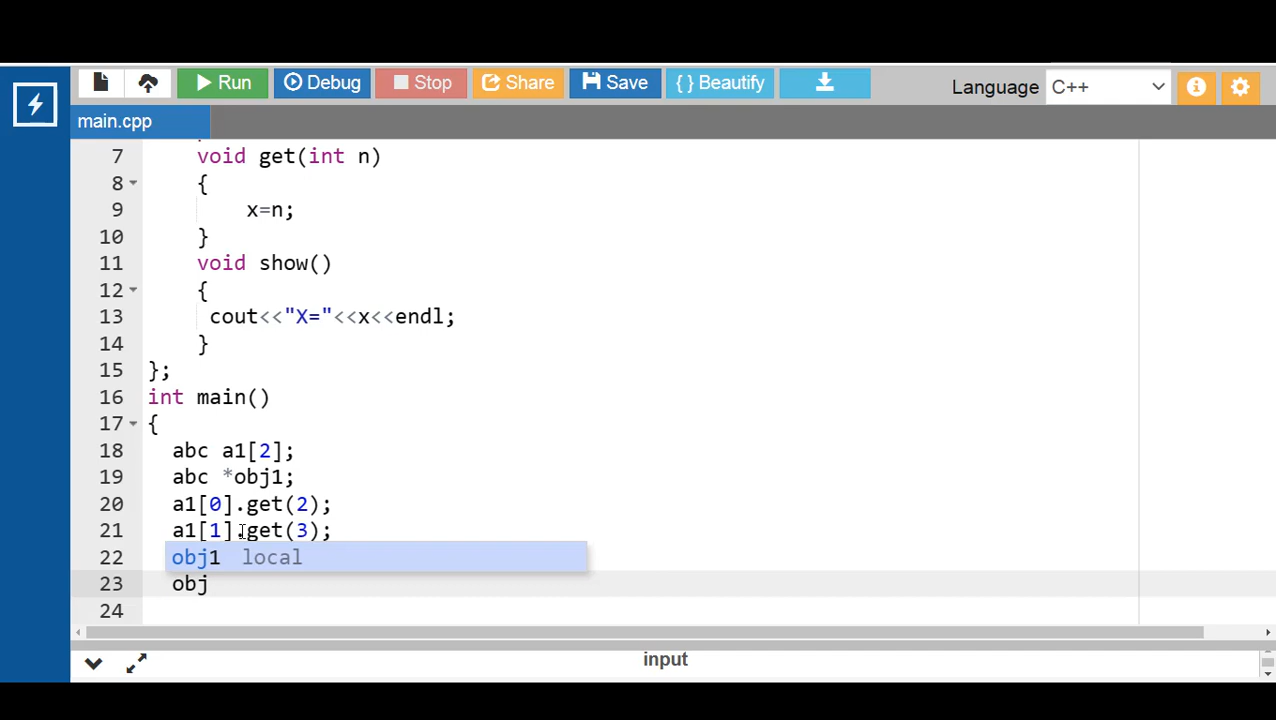 Run Debug Stop Share Save { } Beautify Language C++
main.cpp
7 void get(int n)
8 {
9 x=n;
10 }
11 void show()
12 {
13 cout<<"X="<<x<<endl;
14 }
15 };
16 int main()
17 {
18 abc a1[2];
19 abc *obj1;
20 a1[0].get(2);
21 a1[1].get(3);
22 obj1 local
23 obj
24
input